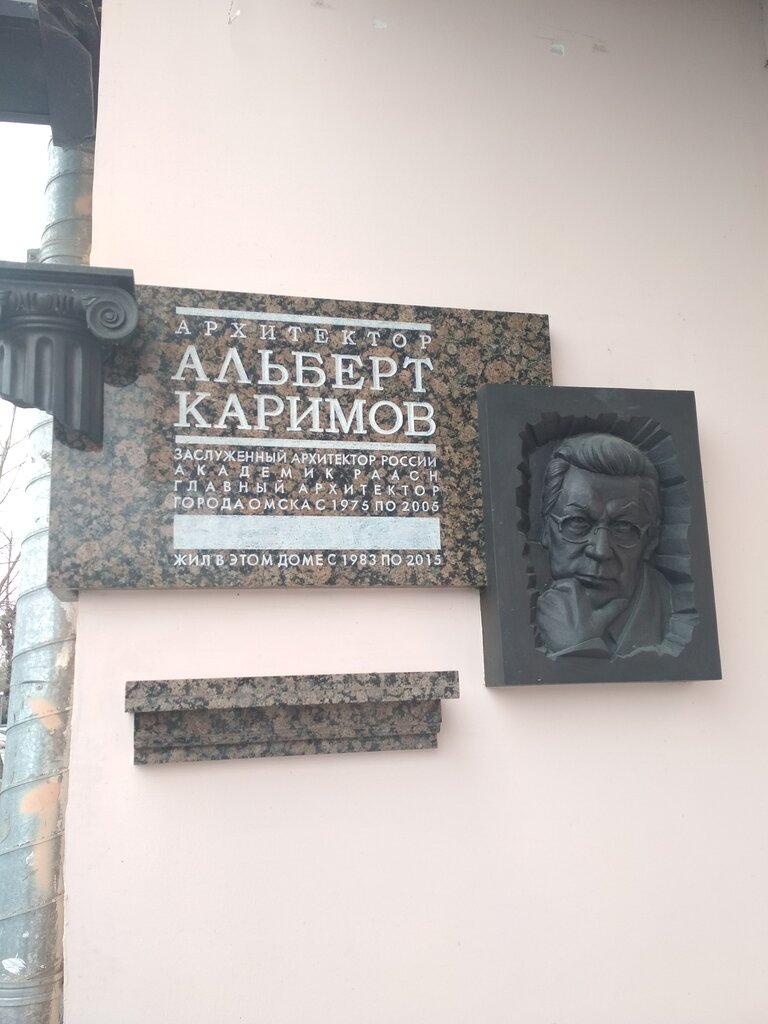 АРХИТЕКТОР
АЛЬБЕРТ
КАРИМОВ
ЗАСЛУЖЕННЫЙ АРХИТЕКТОР РОССИИ
АКАДЕМИК РААСН
ГЛАВНЫЙ АРХИТЕКТОР
ГОРОДА ОМСКА С 1975 ПО 2005
ЖИЛ В ЭТОМ ДОМЕ С 1983 ПО 2015